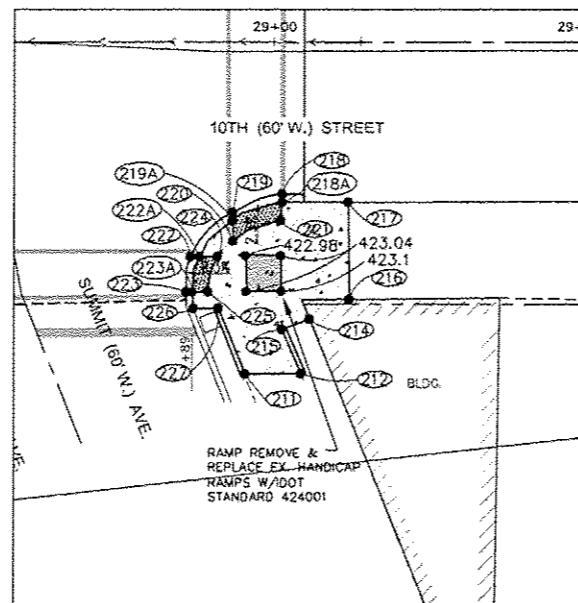 29+00
29+
10TH (60' W.) STREET
219A
219
218
220
218A
222A
224
217
222
221
422.98
423.04
223A
423.1
223
216
226
225
214
215
SUMMIT (60' W.) AVE.
+89
227
211
212
BLDG.
AVE.
RAMP REMOVE &
REPLACE EX. HANDICAP
RAMPS W/IDOT
STANDARD 424001